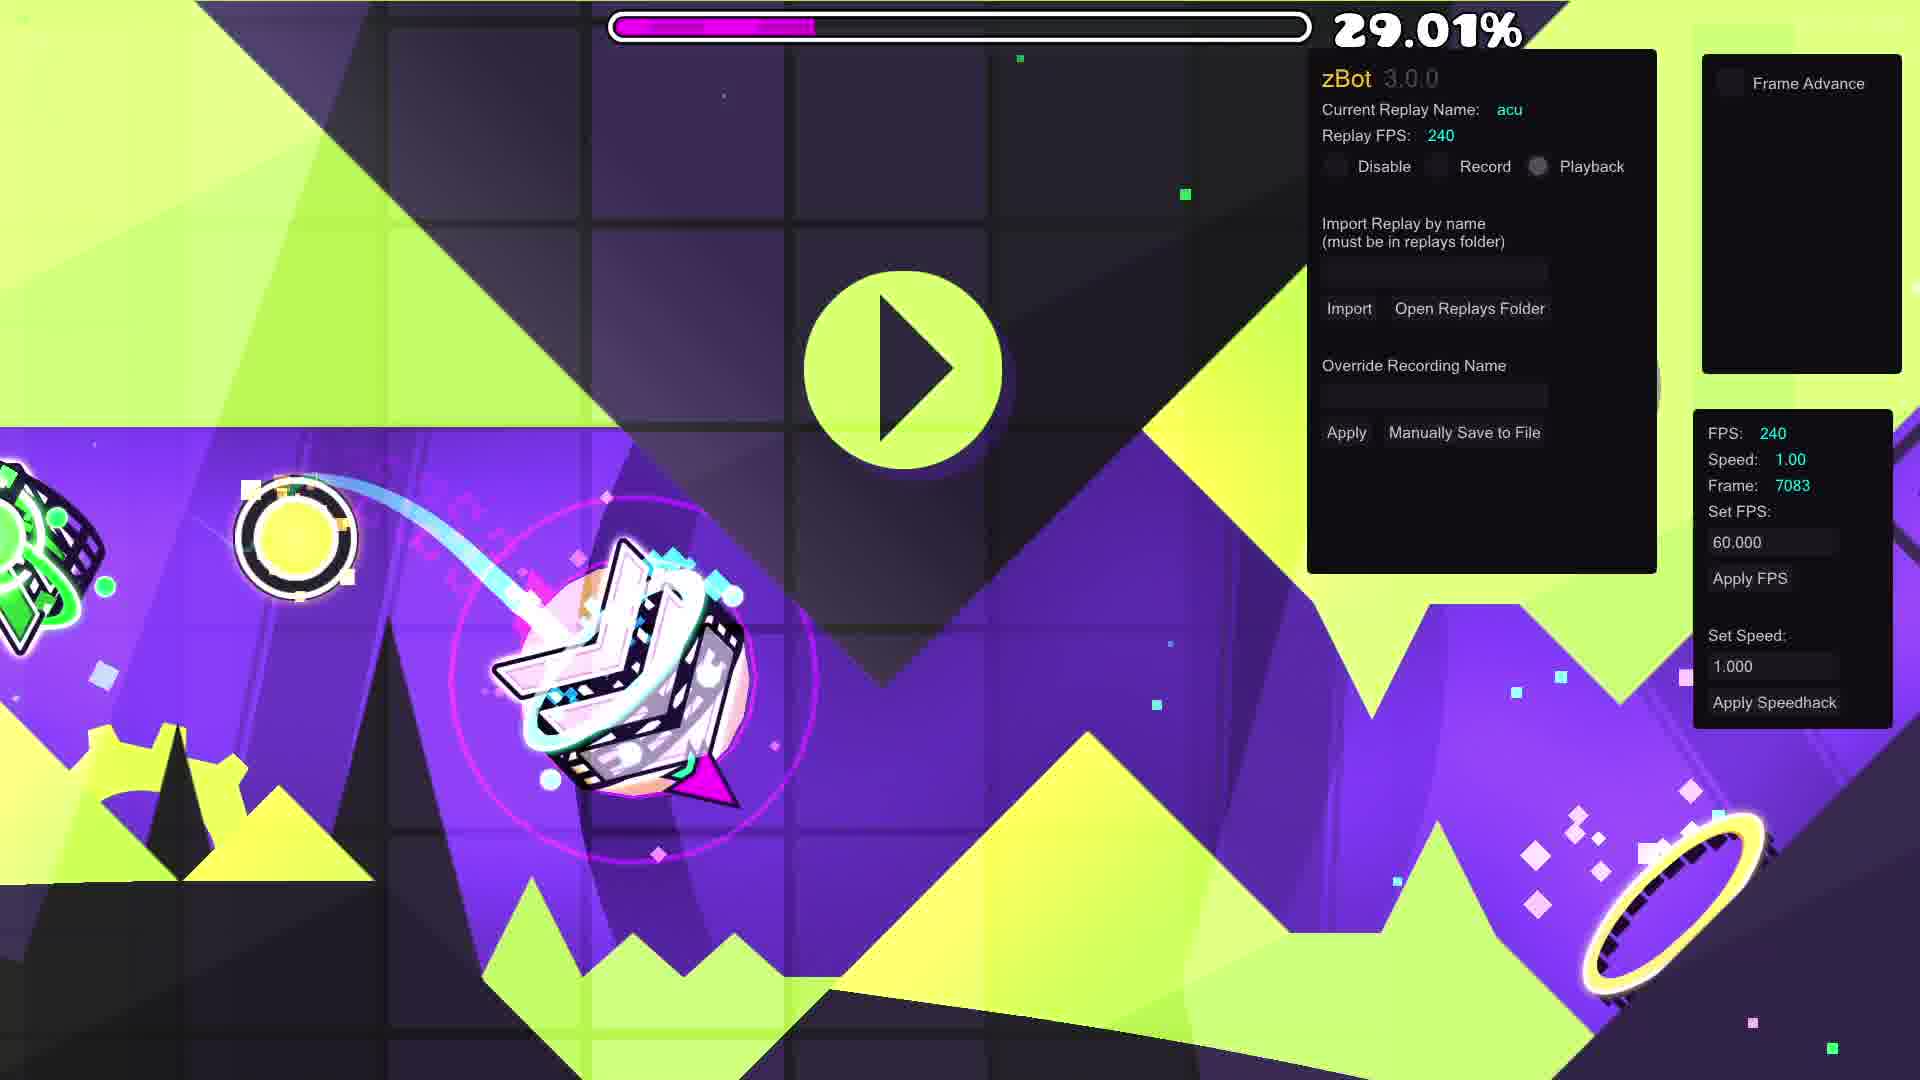 29.01%
zBot 3.0.0
Current Replay Name: acu
Replay FPS: 240
Disable Record Playback
Import Replay by name
(must be in replays folder)
Import Open Replays Folder
Override Recording Name
Apply Manually Save to File
Frame Advance
FPS: 240
Speed: 1.00
Frame: 7083
Set FPS:
60.000
Apply FPS
Set Speed:
1.000
Apply Speedhack